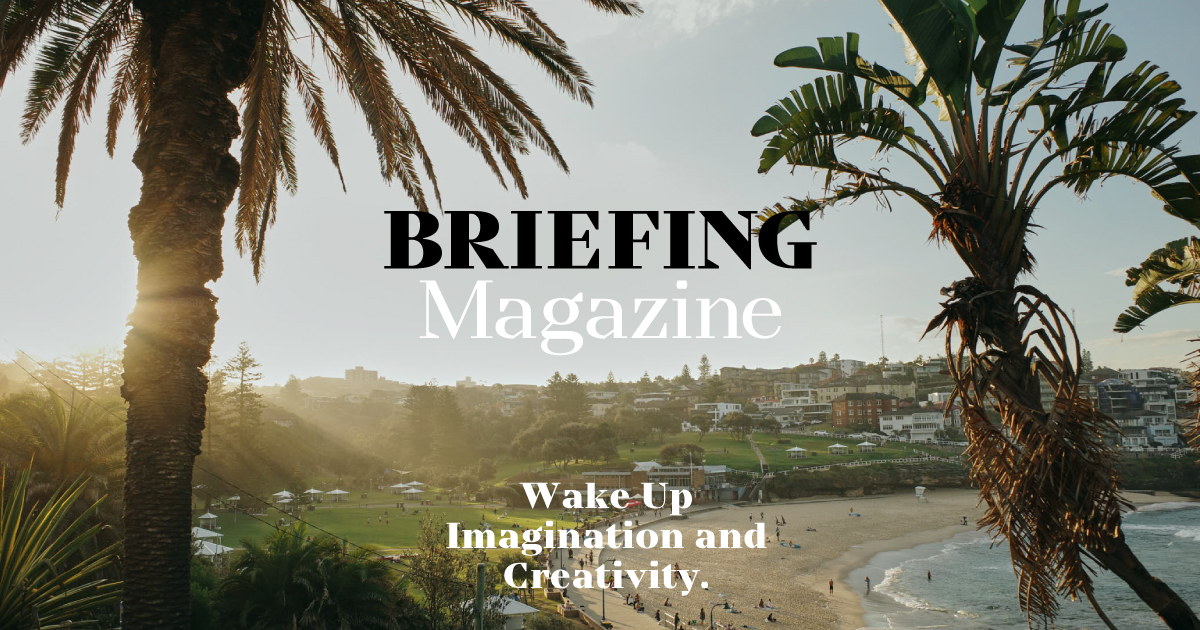 BRIEFING
Magazine
Wake Up
Imagination and
Creativity.